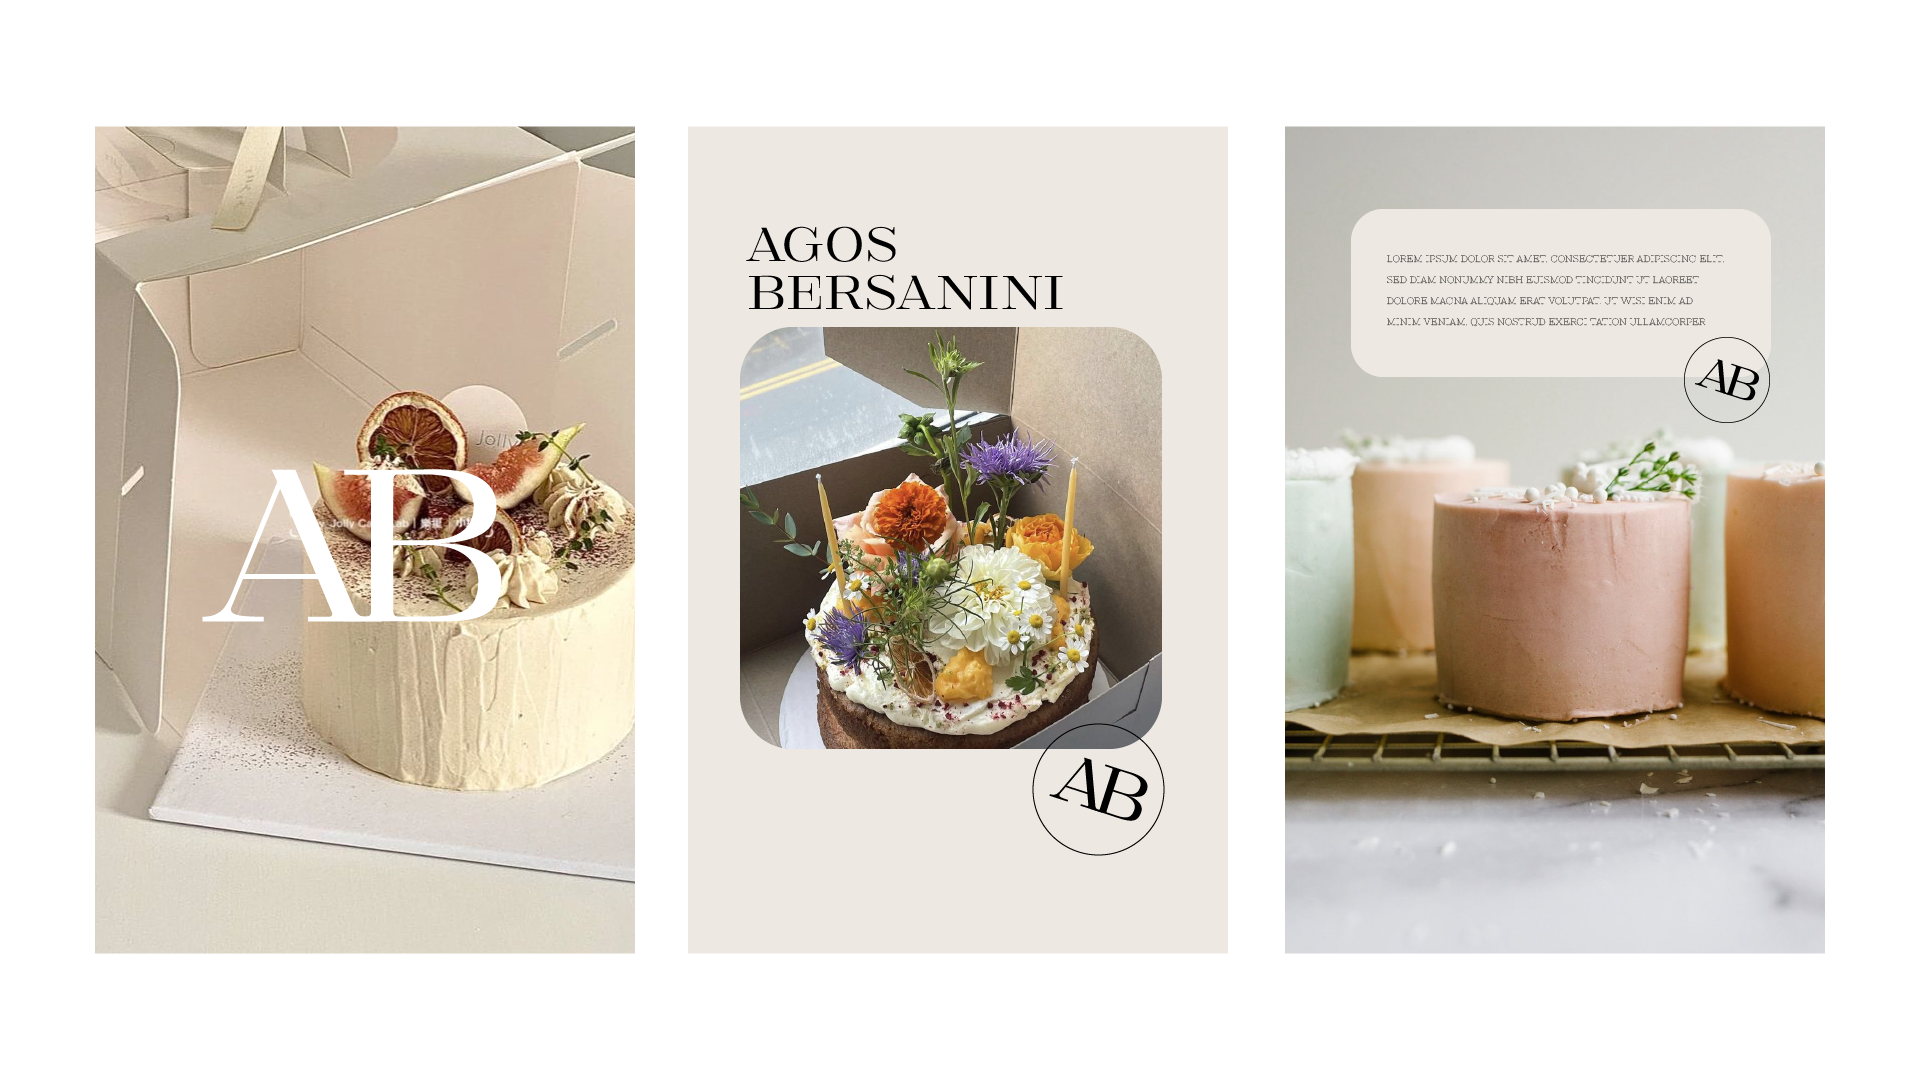 Jolly
AB
AGOS
BERSANINI
AB
LOREM IPSUM DOLOR SIT AMET, CONSECTETUER ADIPISCING ELIT,
SED DIAM NONUMMY NIBH EUISMOD TINCIDUNT UT LAOREET
DOLORE MAGNA ALIQUAM ERAT VOLUTPAT. UT WISI ENIM AD
MINIM VENIAM, QUIS NOSTRUD EXERCI TATION ULLAMCORPER
AB